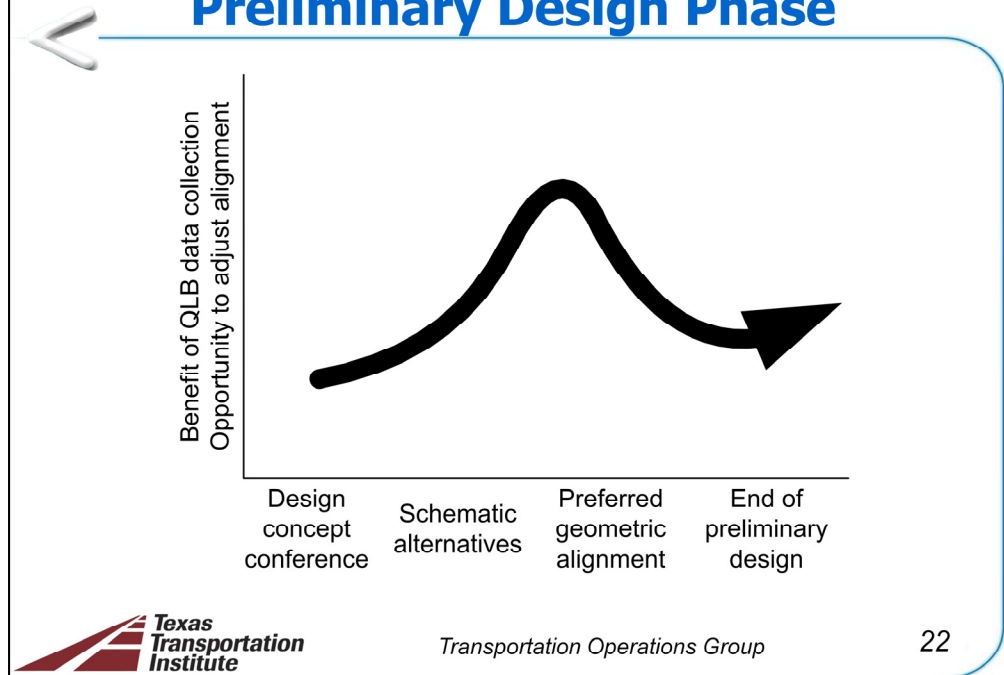 Preliminary Design Phase
Benefit of QLB data collection
Opportunity to adjust alignment
Design
concept
conference
Schematic
alternatives
Preferred
geometric
alignment
End of
preliminary
design
Texas
Transportation
Institute
Transportation Operations Group
22